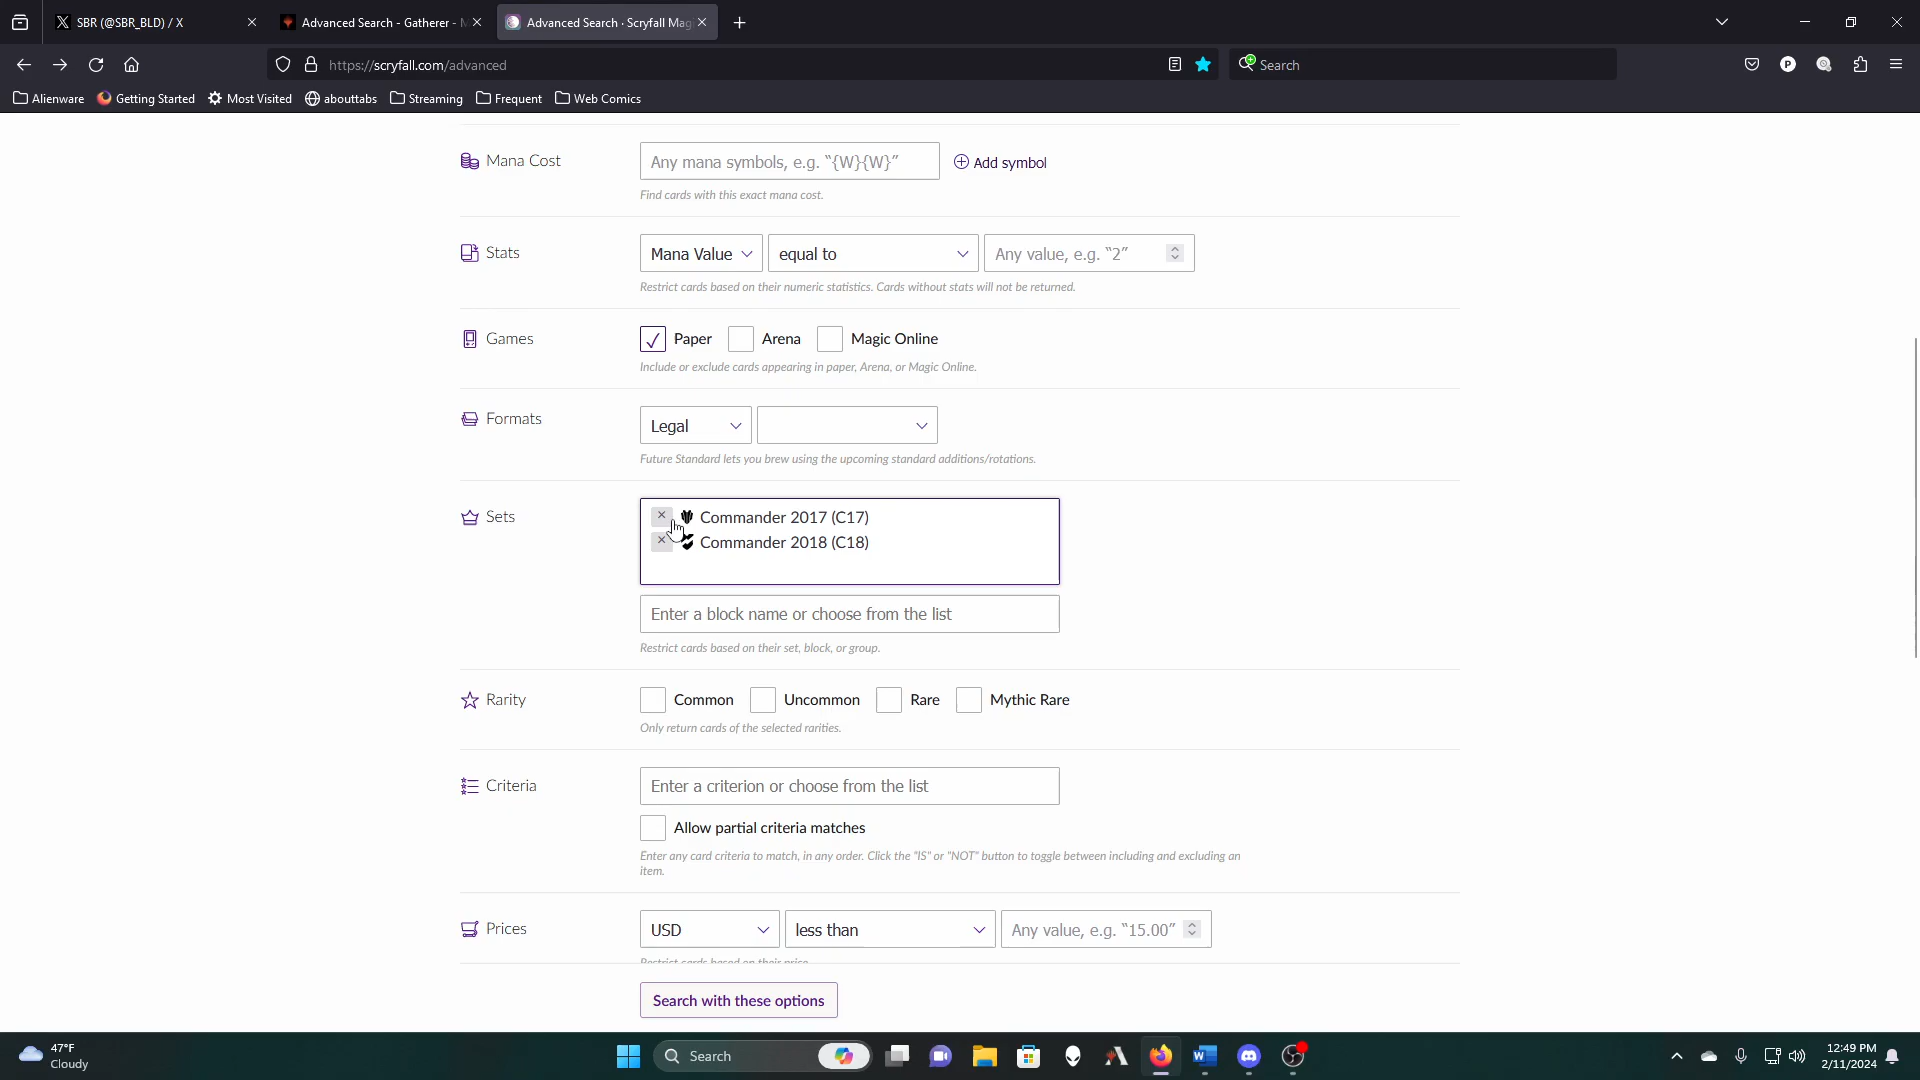 SBR (@SBR_BLD) / X
Advanced Search - Gatherer - M
Advanced Search · Scryfall Magi
https://scryfall.com/advanced
Search
Alienware
Getting Started
Most Visited
abouttabs
Streaming
Frequent
Web Comics
Mana Cost
Any mana symbols, e.g. “{W}{W}”
Add symbol
Find cards with this exact mana cost.
Stats
Mana Value
equal to
Any value, e.g. “2”
Restrict cards based on their numeric statistics. Cards without stats will not be returned.
Games
Paper
Arena
Magic Online
Include or exclude cards appearing in paper, Arena, or Magic Online.
Formats
Legal
Future Standard lets you brew using the upcoming standard additions/rotations.
Sets
Commander 2017 (C17)
Commander 2018 (C18)
Enter a block name or choose from the list
Restrict cards based on their set, block, or group.
Rarity
Common
Uncommon
Rare
Mythic Rare
Only return cards of the selected rarities.
Criteria
Enter a criterion or choose from the list
Allow partial criteria matches
Enter any card criteria to match, in any order. Click the "IS" or "NOT" button to toggle between including and excluding an
item.
Prices
USD
less than
Any value, e.g. “15.00”
Restrict cards based on their price.
Search with these options
47°F
Cloudy
Search
12:49 PM
2/11/2024